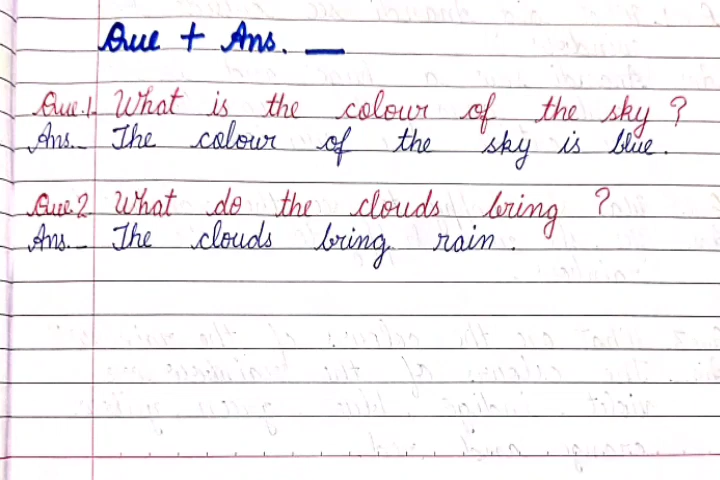 Que + Ans. —
Que.1. What is the colour of the sky ?
Ans.- The colour of the sky is blue.
Que.2 What do the clouds bring ?
Ans.- The clouds bring rain.